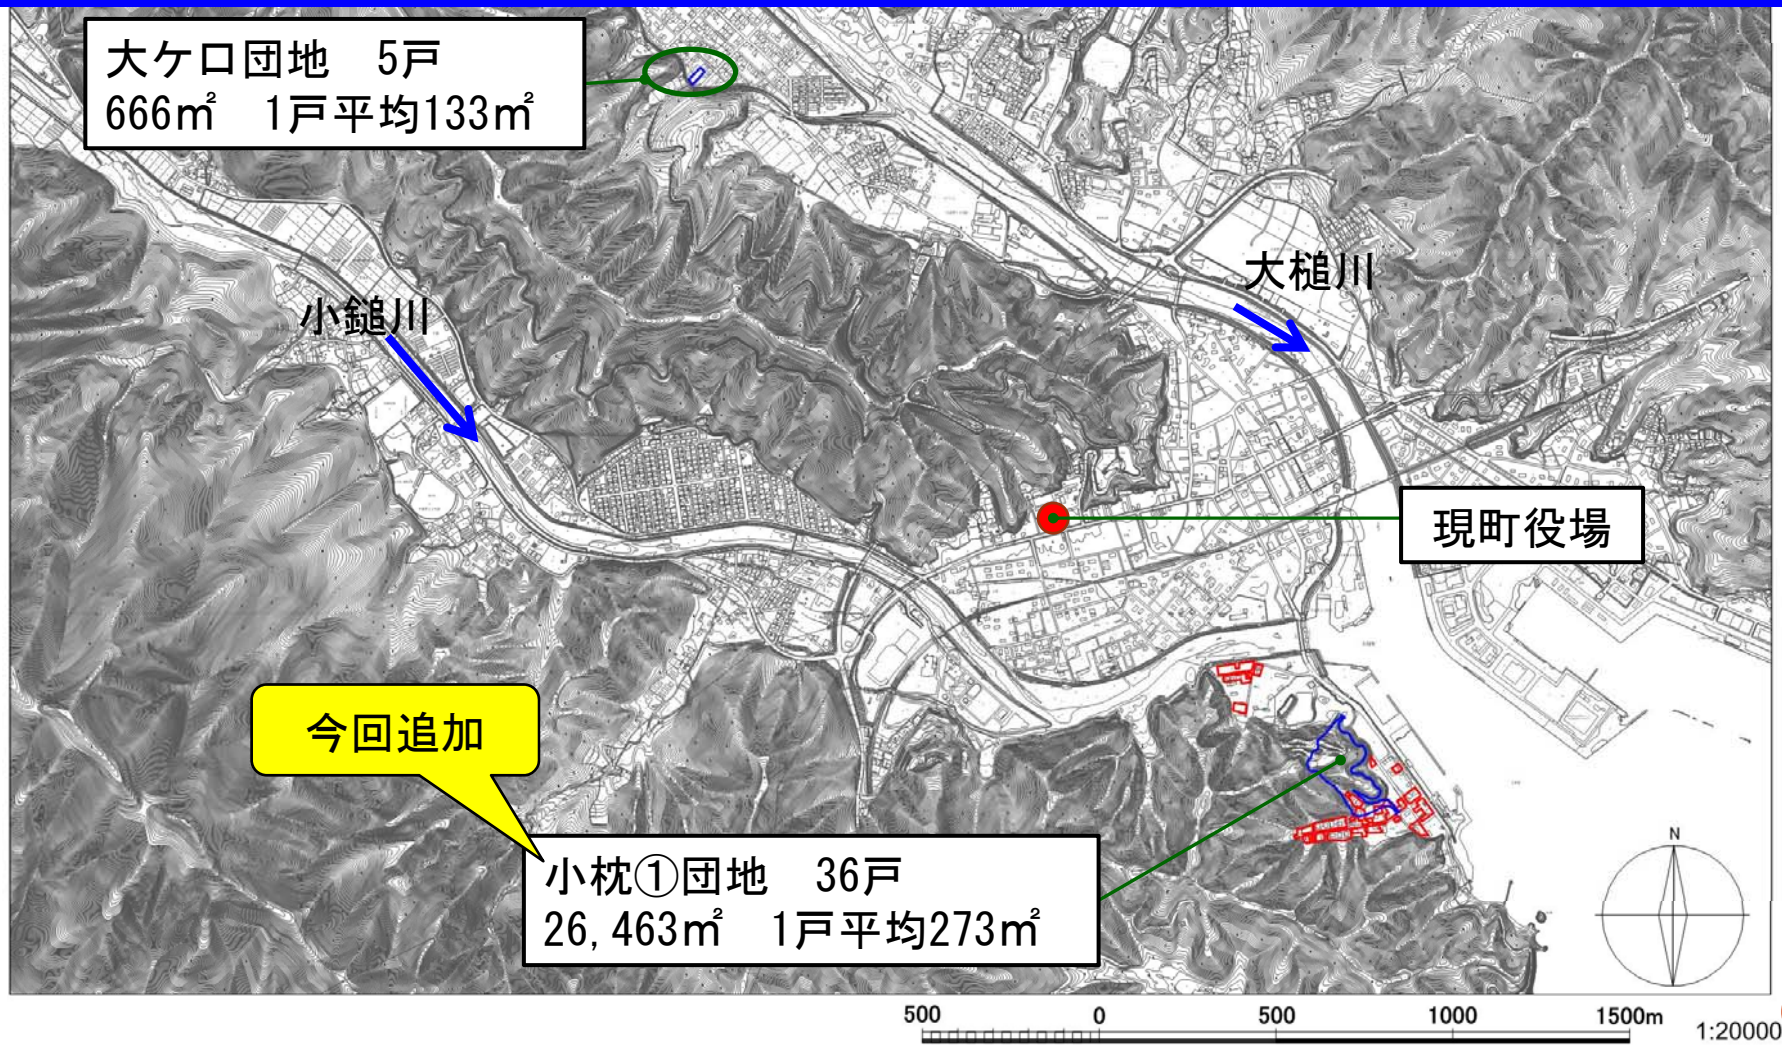 大ケ口団地　5戸
666㎡　1戸平均133㎡
大槌川
小鎚川
現町役場
今回追加
小枕①団地　36戸
26,463㎡　1戸平均273㎡
N
500 0 500 1000 1500m
1:20000